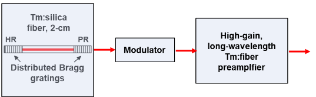 Tm:silica
fiber, 2-cm
HR
PR
Distributed Bragg
gratings
Modulator
High-gain,
long-wavelength
Tm:fiber
preamplifier